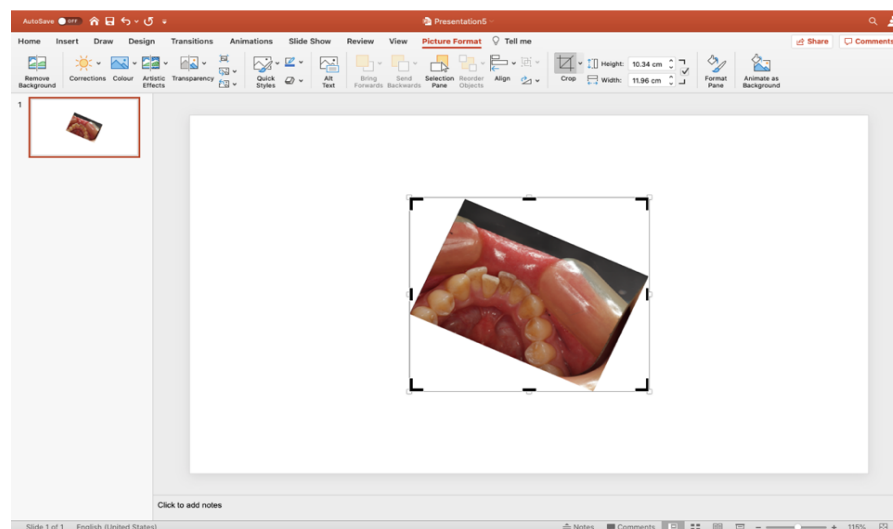 AutoSave OFF
Presentation5
Home Insert Draw Design Transitions Animations Slide Show Review View Picture Format Tell me
Share Comments
Remove Background
Corrections
Colour
Artistic Effects
Transparency
Quick Styles
Alt Text
Bring Forwards
Send Backwards
Selection Pane
Reorder Objects
Align
Crop
Height: 10.34 cm
Width: 11.96 cm
Format Pane
Animate as Background
1
Click to add notes
Slide 1 of 1 English (United States) Notes Comments 115%